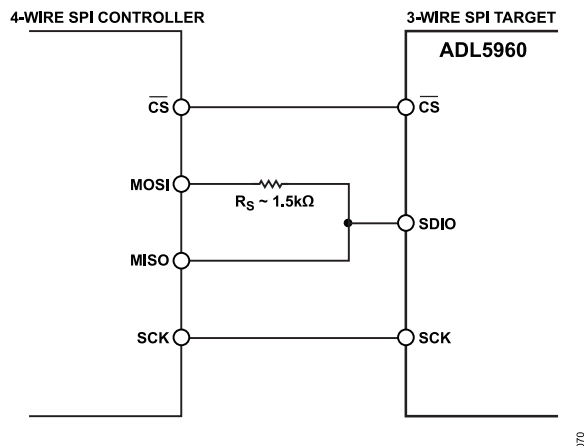 4-WIRE SPI CONTROLLER
3-WIRE SPI TARGET
ADL5960
CS
CS
MOSI
RS ~ 1.5kΩ
SDIO
MISO
SCK
SCK
070